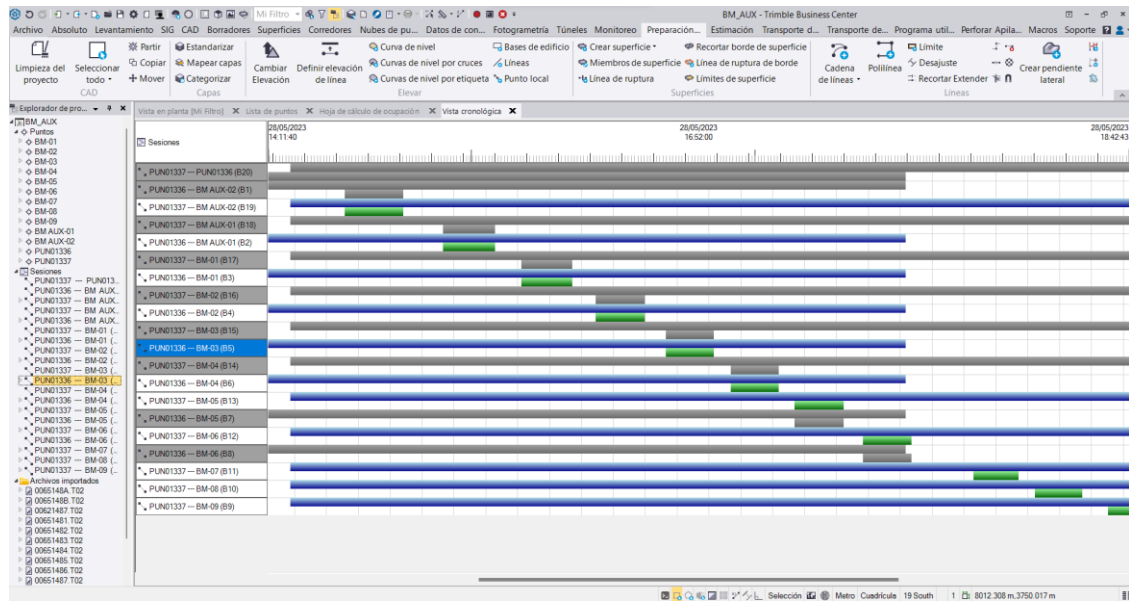 Mi Filtro
BM_AUX - Trimble Business Center
Archivo Absoluto Levantamiento SIG CAD Borradores Superficies Corredores Nubes de pu... Datos de con... Fotogrametría Túneles Monitoreo Preparación... Estimación Transporte d... Transporte de... Programa util... Perforar Apila... Macros Soporte
Limpieza del proyecto
Seleccionar todo
Partir
Copiar
Mover
CAD
Estandarizar
Mapear capas
Categorizar
Capas
Cambiar Elevación
Definir elevación de línea
Curva de nivel
Curva de nivel por cruces
Curvas de nivel por etiqueta
Bases de edificio
Líneas
Punto local
Elevar
Crear superficie
Miembros de superficie
Línea de ruptura
Recortar borde de superficie
Línea de ruptura de borde
Límites de superficie
Superficies
Cadena de líneas
Polilínea
Límite
Desajuste
Recortar Extender
Crear pendiente lateral
Líneas
Explorador de pro...
Vista en planta [Mi Filtro]
Lista de puntos
Hoja de cálculo de ocupación
Vista cronológica
BM_AUX
Puntos
BM-01
BM-02
BM-03
BM-04
BM-05
BM-06
BM-07
BM-08
BM-09
BM AUX-01
BM AUX-02
PUN01336
PUN01337
Sesiones
PUN01337 --- PUN013...
PUN01336 --- BM AUX...
PUN01337 --- BM AUX...
PUN01337 --- BM AUX...
PUN01336 --- BM AUX...
PUN01337 --- BM-01 (...
PUN01336 --- BM-01 (...
PUN01337 --- BM-02 (...
PUN01336 --- BM-02 (...
PUN01337 --- BM-03 (...
PUN01336 --- BM-03 (...
PUN01337 --- BM-04 (...
PUN01336 --- BM-04 (...
PUN01337 --- BM-05 (...
PUN01336 --- BM-05 (...
PUN01337 --- BM-06 (...
PUN01336 --- BM-06 (...
PUN01337 --- BM-07 (...
PUN01337 --- BM-08 (...
PUN01337 --- BM-09 (...
Archivos importados
0065148A.T02
0065148B.T02
00621487.T02
00651481.T02
00651482.T02
00651483.T02
00651484.T02
00651485.T02
00651486.T02
00651487.T02
Sesiones
28/05/2023
14:11:40
28/05/2023
16:52:00
28/05/2023
18:42:43
PUN01337 --- PUN01336 (B20)
PUN01336 --- BM AUX-02 (B1)
PUN01337 --- BM AUX-02 (B19)
PUN01337 --- BM AUX-01 (B18)
PUN01336 --- BM AUX-01 (B2)
PUN01337 --- BM-01 (B17)
PUN01336 --- BM-01 (B3)
PUN01337 --- BM-02 (B16)
PUN01336 --- BM-02 (B4)
PUN01337 --- BM-03 (B15)
PUN01336 --- BM-03 (B5)
PUN01337 --- BM-04 (B14)
PUN01336 --- BM-04 (B6)
PUN01337 --- BM-05 (B13)
PUN01336 --- BM-05 (B7)
PUN01337 --- BM-06 (B12)
PUN01336 --- BM-06 (B8)
PUN01337 --- BM-07 (B11)
PUN01337 --- BM-08 (B10)
PUN01337 --- BM-09 (B9)
Selección Metro Cuadrícula 19 South 1 8012.308 m,3750.017 m